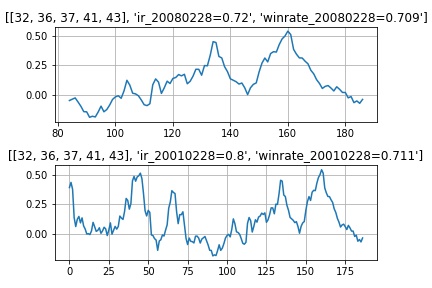 [[32, 36, 37, 41, 43], 'ir_20080228=0.72', 'winrate_20080228=0.709']
0.50
0.25
0.00
80 100 120 140 160 180
[[32, 36, 37, 41, 43], 'ir_20010228=0.8', 'winrate_20010228=0.711']
0.50
0.25
0.00
0 25 50 75 100 125 150 175